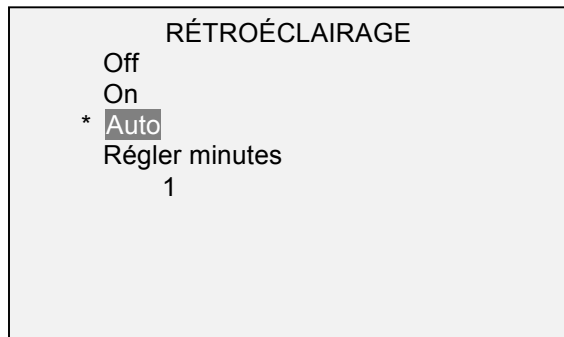 RÉTROÉCLAIRAGE
Off
On
* Auto
Régler minutes
1